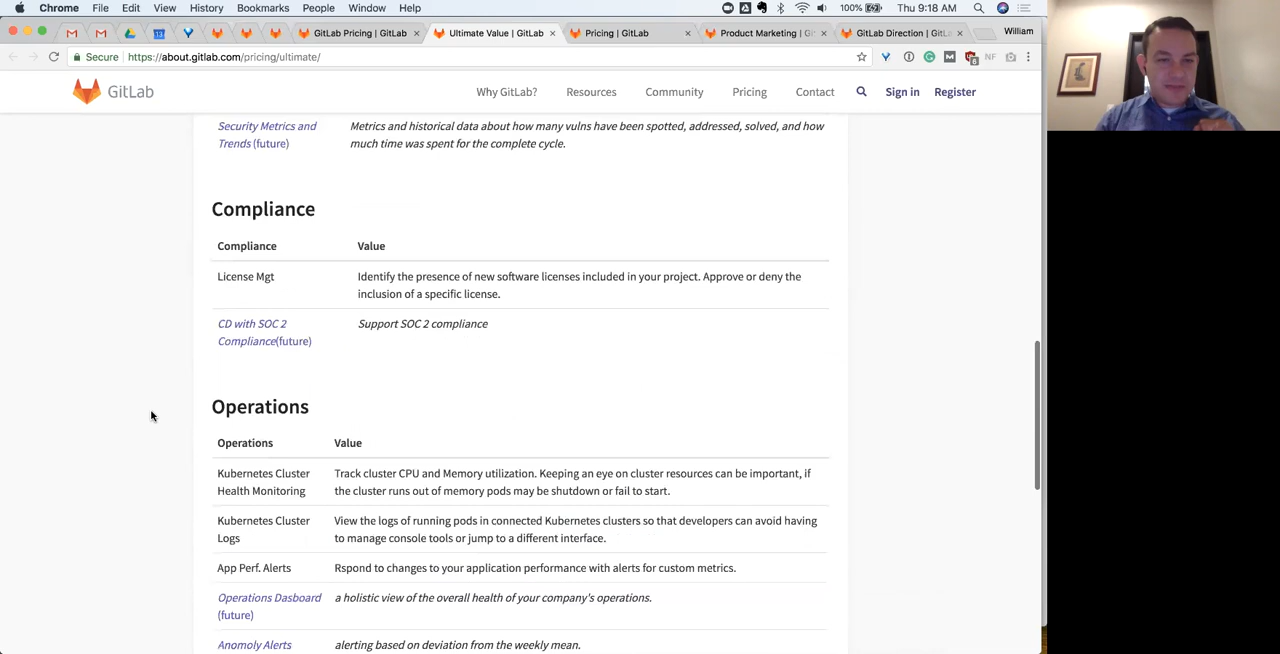 Chrome File Edit View History Bookmarks People Window Help 100% Thu 9:18 AM
GitLab Pricing | GitLab × Ultimate Value | GitLab × Pricing | GitLab × Product Marketing | Gi × GitLab Direction | GitL × William
Secure https://about.gitlab.com/pricing/ultimate/
GitLab Why GitLab? Resources Community Pricing Contact Sign in Register
Security Metrics and Metrics and historical data about how many vulns have been spotted, addressed, solved, and how
Trends (future) much time was spent for the complete cycle.
Compliance
Compliance Value
License Mgt Identify the presence of new software licenses included in your project. Approve or deny the
inclusion of a specific license.
CD with SOC 2 Support SOC 2 compliance
Compliance(future)
Operations
Operations Value
Kubernetes Cluster Track cluster CPU and Memory utilization. Keeping an eye on cluster resources can be important, if
Health Monitoring the cluster runs out of memory pods may be shutdown or fail to start.
Kubernetes Cluster View the logs of running pods in connected Kubernetes clusters so that developers can avoid having
Logs to manage console tools or jump to a different interface.
App Perf. Alerts Rspond to changes to your application performance with alerts for custom metrics.
Operations Dasboard a holistic view of the overall health of your company's operations.
(future)
Anomoly Alerts alerting based on deviation from the weekly mean.